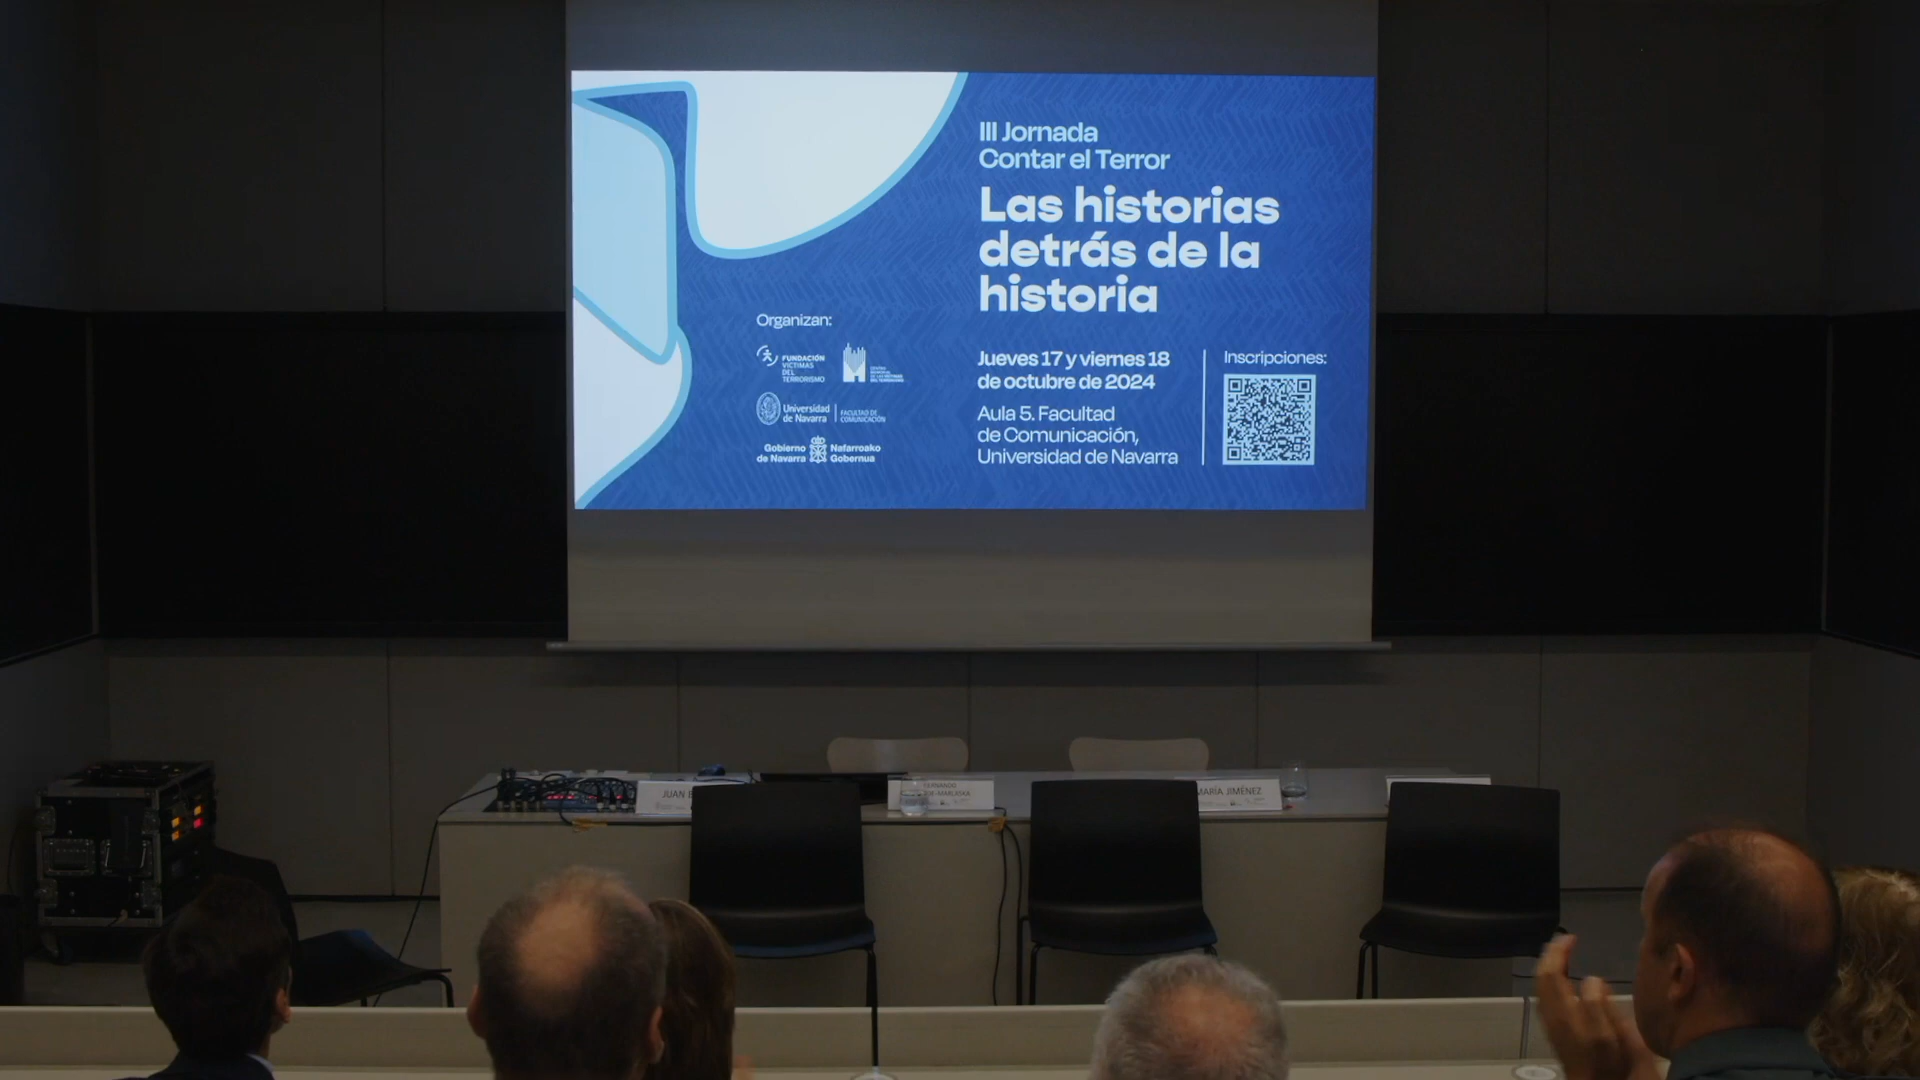 III Jornada
Contar el Terror
Las historias
detrás de la
historia
Organizan:
FUNDACIÓN
VÍCTIMAS
DEL
TERRORISMO
Universidad
de Navarra
FACULTAD DE
COMUNICACIÓN
Gobierno
de Navarra
Nafarroako
Gobernua
Jueves 17 y viernes 18
de octubre de 2024
Aula 5. Facultad
de Comunicación,
Universidad de Navarra
Inscripciones:
JUAN
FERNANDO
MARÍA JIMÉNEZ